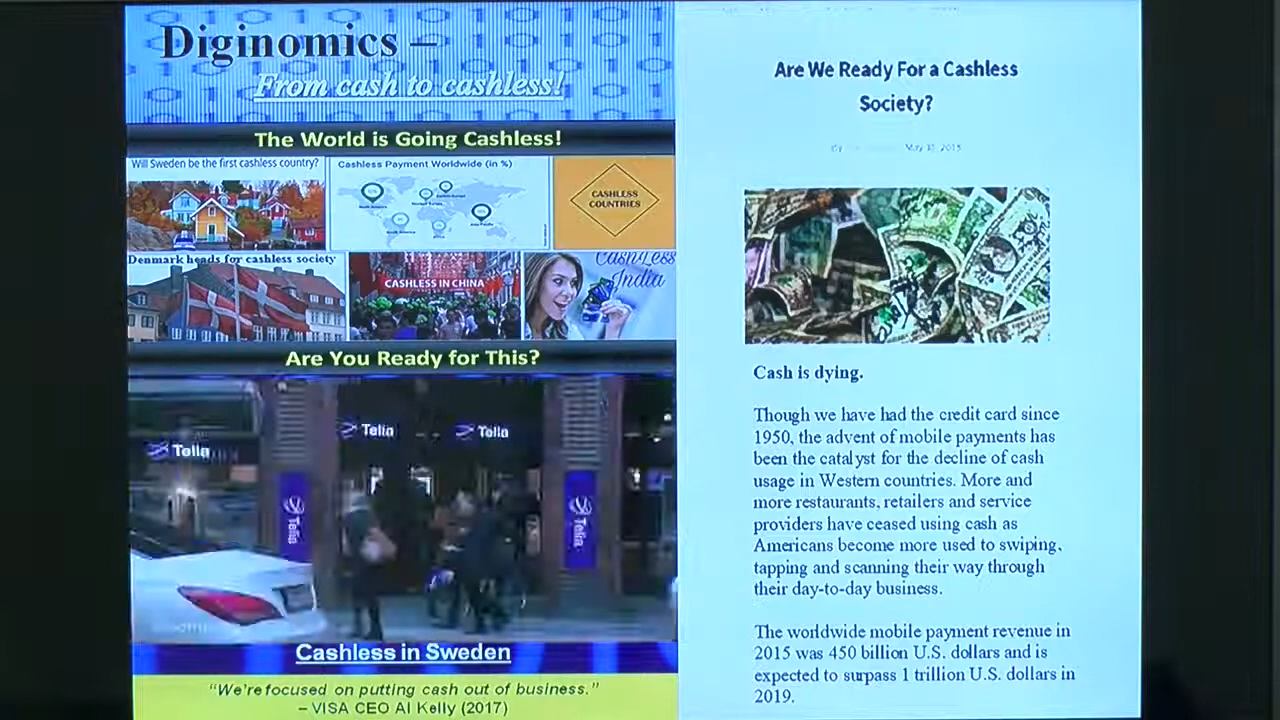 Diginomics –
From cash to cashless!
The World is Going Cashless!
Will Sweden be the first cashless country?
Cashless Payment Worldwide (in %)
CASHLESS
COUNTRIES
Denmark heads for cashless society
CASHLESS IN CHINA
CashLess
India
Are You Ready for This?
Telia
Telia
Telia
Telia
Telia
Cashless in Sweden
“We’re focused on putting cash out of business.”
– VISA CEO Al Kelly (2017)
Are We Ready For a Cashless
Society?
Cash is dying.
Though we have had the credit card since
1950, the advent of mobile payments has
been the catalyst for the decline of cash
usage in Western countries. More and
more restaurants, retailers and service
providers have ceased using cash as
Americans become more used to swiping,
tapping and scanning their way through
their day-to-day business.
The worldwide mobile payment revenue in
2015 was 450 billion U.S. dollars and is
expected to surpass 1 trillion U.S. dollars in
2019.